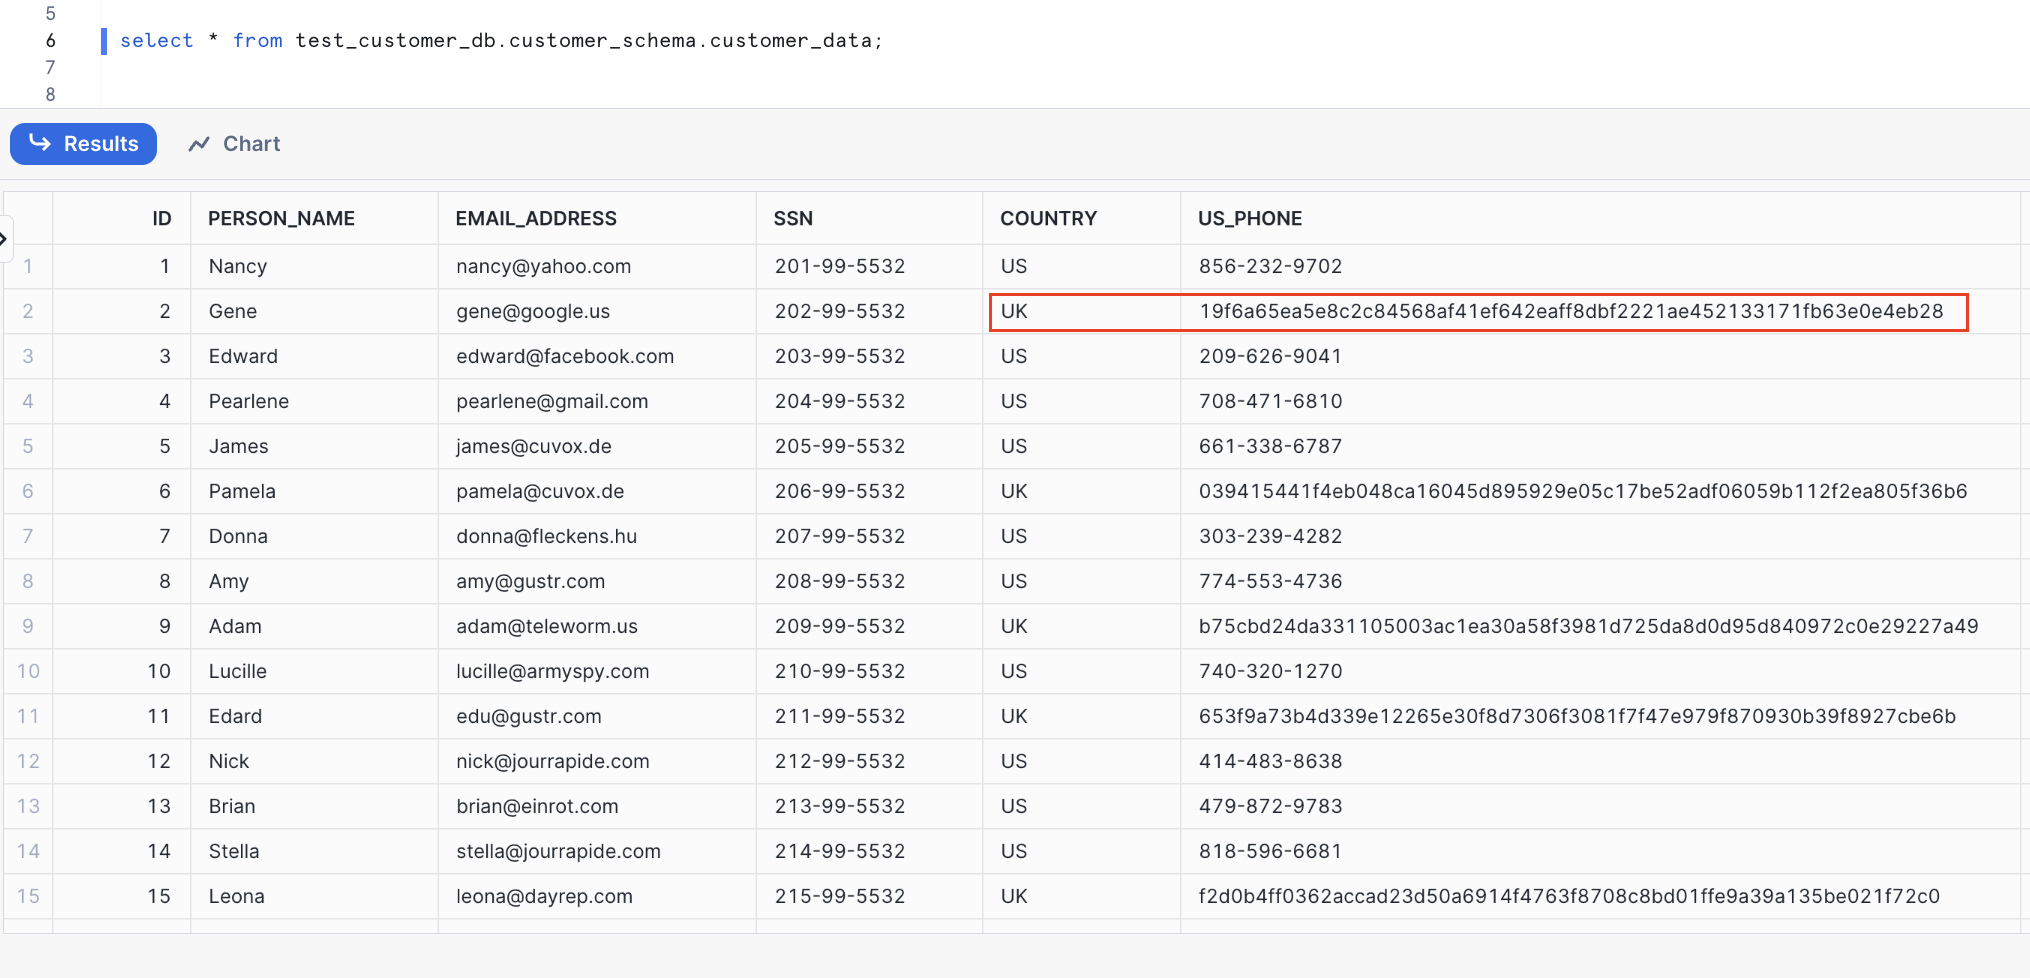 5
6 select * from test_customer_db.customer_schema.customer_data;
7
8
Results Chart
ID PERSON_NAME EMAIL_ADDRESS SSN COUNTRY US_PHONE
1 1 Nancy nancy@yahoo.com 201-99-5532 US 856-232-9702
2 2 Gene gene@google.us 202-99-5532 UK 19f6a65ea5e8c2c84568af41ef642eaff8dbf2221ae452133171fb63e0e4eb28
3 3 Edward edward@facebook.com 203-99-5532 US 209-626-9041
4 4 Pearlene pearlene@gmail.com 204-99-5532 US 708-471-6810
5 5 James james@cuvox.de 205-99-5532 US 661-338-6787
6 6 Pamela pamela@cuvox.de 206-99-5532 UK 039415441f4eb048ca16045d895929e05c17be52adf06059b112f2ea805f36b6
7 7 Donna donna@fleckens.hu 207-99-5532 US 303-239-4282
8 8 Amy amy@gustr.com 208-99-5532 US 774-553-4736
9 9 Adam adam@teleworm.us 209-99-5532 UK b75cbd24da331105003ac1ea30a58f3981d725da8d0d95d840972c0e29227a49
10 10 Lucille lucille@armyspy.com 210-99-5532 US 740-320-1270
11 11 Edard edu@gustr.com 211-99-5532 UK 653f9a73b4d339e12265e30f8d7306f3081f7f47e979f870930b39f8927cbe6b
12 12 Nick nick@jourrapide.com 212-99-5532 US 414-483-8638
13 13 Brian brian@einrot.com 213-99-5532 US 479-872-9783
14 14 Stella stella@jourrapide.com 214-99-5532 US 818-596-6681
15 15 Leona leona@dayrep.com 215-99-5532 UK f2d0b4ff0362accad23d50a6914f4763f8708c8bd01ffe9a39a135be021f72c0